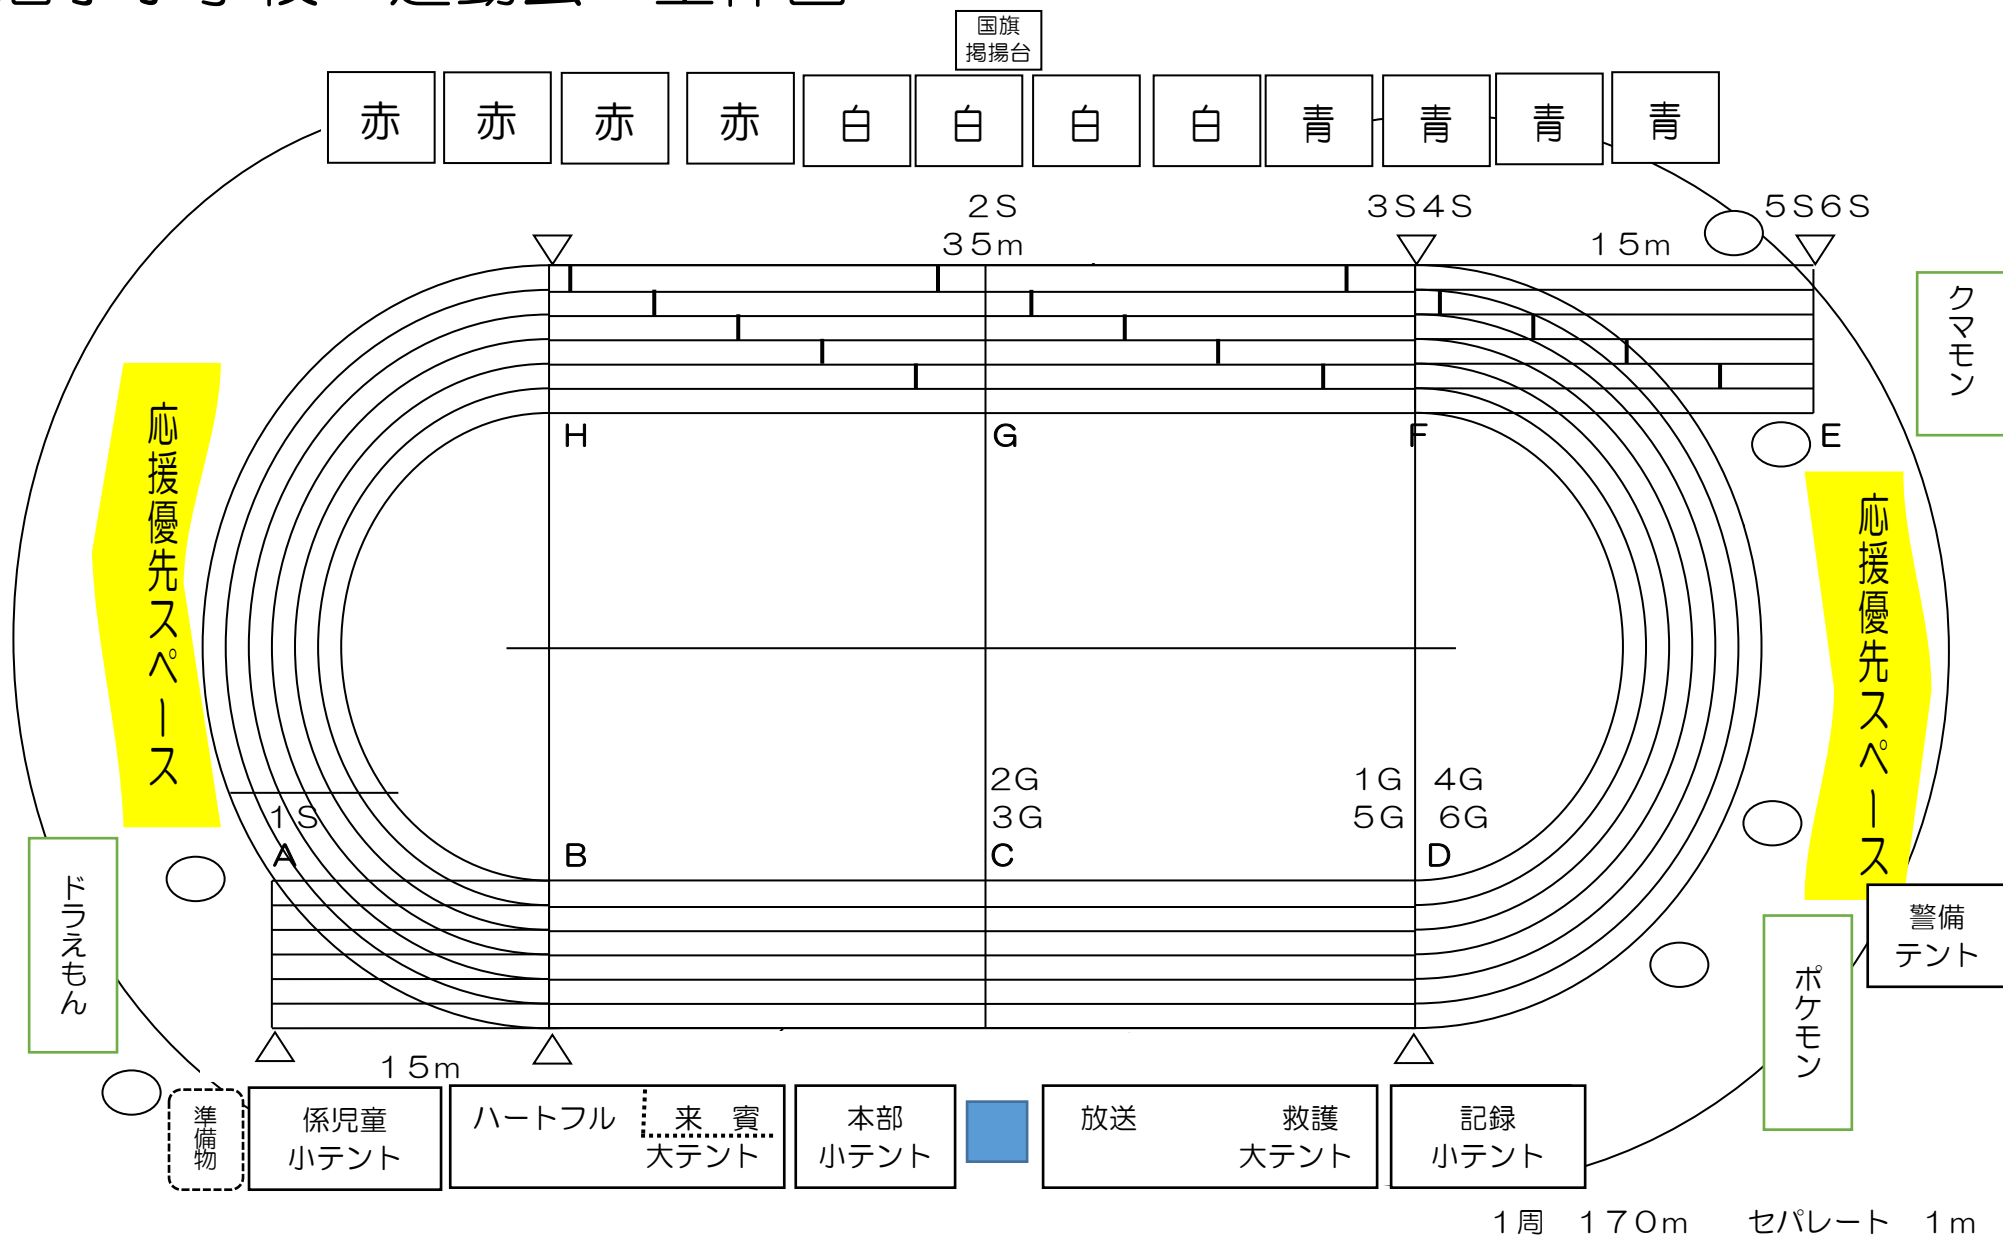 国旗
掲揚台
赤 赤 赤 赤 白 白 白 白 青 青 青 青
２Ｓ ３Ｓ４Ｓ ５Ｓ６Ｓ
３５ｍ １５ｍ
クマモン
H G F E
応援優先スペース
応援優先スペース
２Ｇ １Ｇ ４Ｇ
３Ｇ ５Ｇ ６Ｇ
１Ｓ
A B C D
ドラえもん
警備
テント
ポケモン
１５ｍ
準備物
係児童
小テント
ハートフル 来 賓
大テント
本部
小テント
放送 救護
大テント
記録
小テント
１周 １７０ｍ セパレート １ｍ